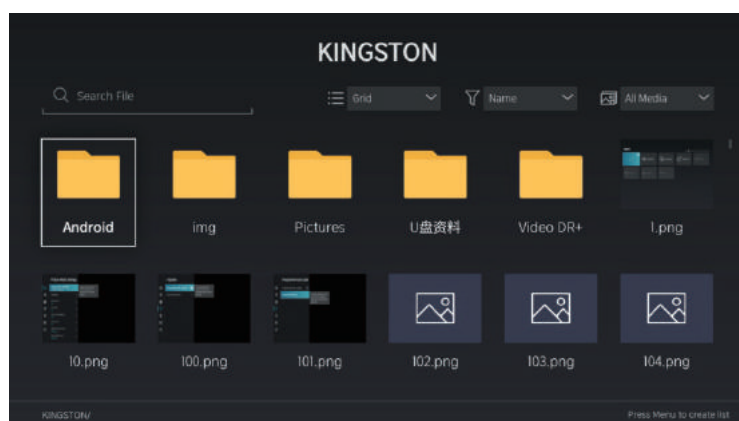 KINGSTON
Search File
Grid
Name
All Media
Android
img
Pictures
U盘资料
Video DR+
1.png
10.png
100.png
101.png
102.png
103.png
104.png
KINGSTON/
Press Menu to create list